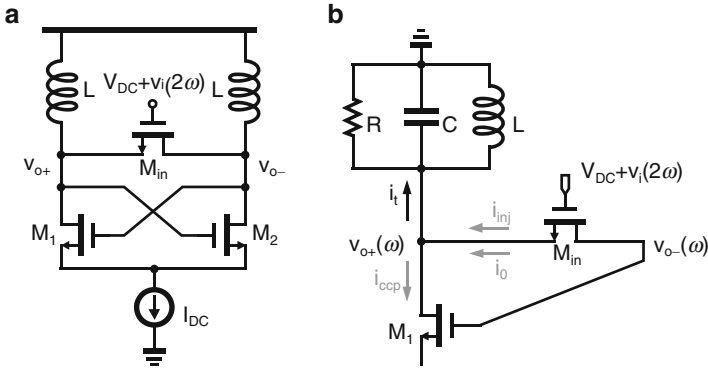 a
V_DC+v_i(2ω)
L
L
v_o+
M_in
v_o−
M_1
M_2
I_DC
b
R
C
L
i_t
V_DC+v_i(2ω)
i_inj
v_o+(ω)
M_in
v_o−(ω)
i_0
i_ccp
M_1